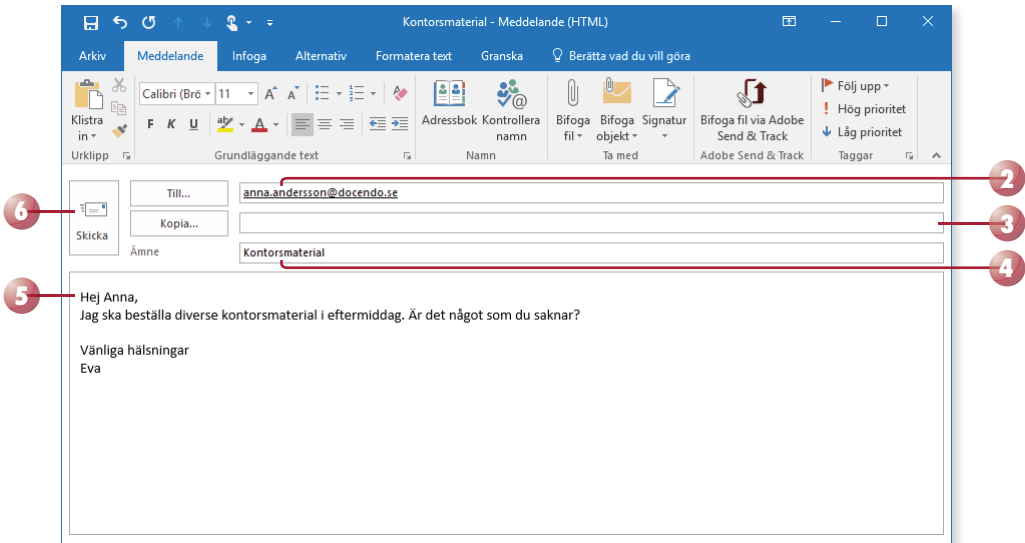 Kontorsmaterial - Meddelande (HTML)
Arkiv Meddelande Infoga Alternativ Formatera text Granska Berätta vad du vill göra
Klistra in
Urklipp
Calibri (Brö 11 A A
F K U aby A
Grundläggande text
Adressbok Kontrollera namn
Namn
Bifoga fil Bifoga objekt Signatur
Ta med
Bifoga fil via Adobe Send & Track
Adobe Send & Track
Följ upp
Hög prioritet
Låg prioritet
Taggar
Skicka
Till... anna.andersson@docendo.se 2
6
Kopia... 3
Ämne Kontorsmaterial 4
5
Hej Anna,
Jag ska beställa diverse kontorsmaterial i eftermiddag. Är det något som du saknar?
Vänliga hälsningar
Eva